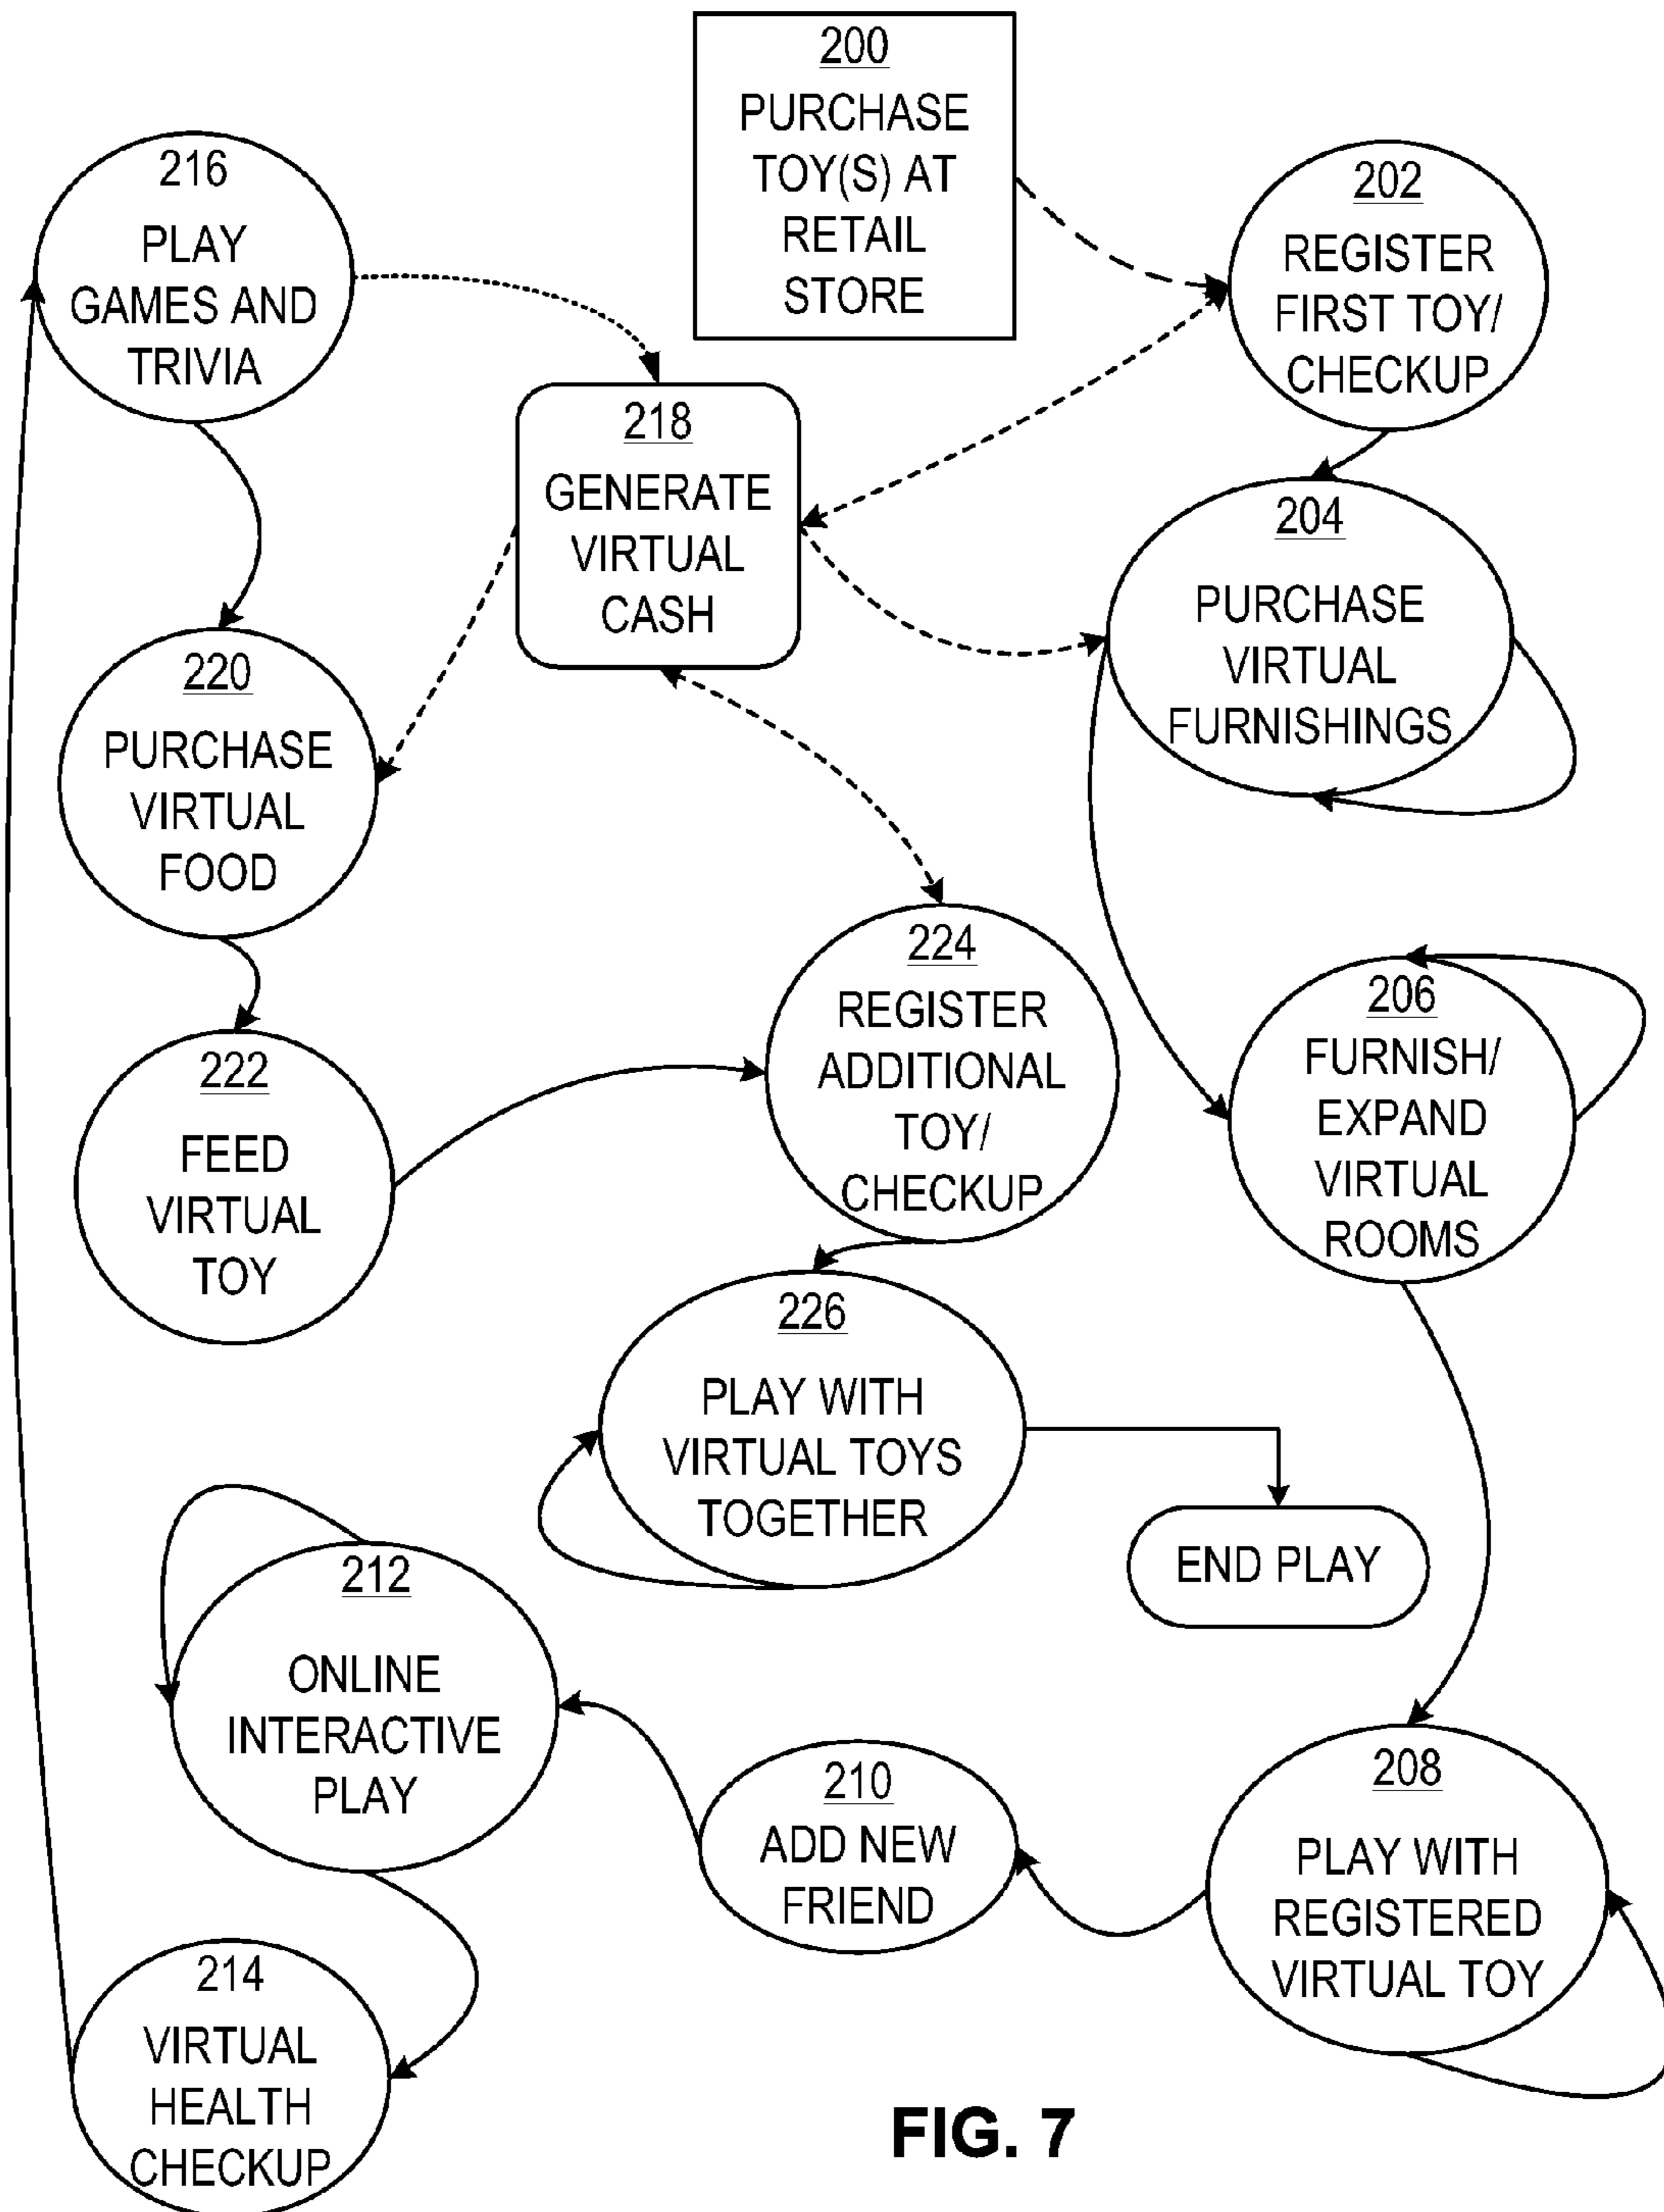 200
PURCHASE
TOY(S) AT
RETAIL
STORE
216
PLAY
GAMES AND
TRIVIA
202
REGISTER
FIRST TOY/
CHECKUP
218
GENERATE
VIRTUAL
CASH
204
PURCHASE
VIRTUAL
FURNISHINGS
220
PURCHASE
VIRTUAL
FOOD
224
REGISTER
ADDITIONAL
TOY/
CHECKUP
206
FURNISH/
EXPAND
VIRTUAL
ROOMS
222
FEED
VIRTUAL
TOY
226
PLAY WITH
VIRTUAL TOYS
TOGETHER
END PLAY
212
ONLINE
INTERACTIVE
PLAY
210
ADD NEW
FRIEND
208
PLAY WITH
REGISTERED
VIRTUAL TOY
214
VIRTUAL
HEALTH
CHECKUP
FIG. 7